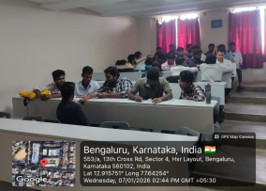 GPS Map Camera
Bengaluru, Karnataka, India 🇮🇳
553/a, 13th Cross Rd, Sector 4, Hsr Layout, Bengaluru,
Karnataka 560102, India
Lat 12.915751° Long 77.64254°
Wednesday, 07/01/2026 02:44 PM GMT +05:30
Google